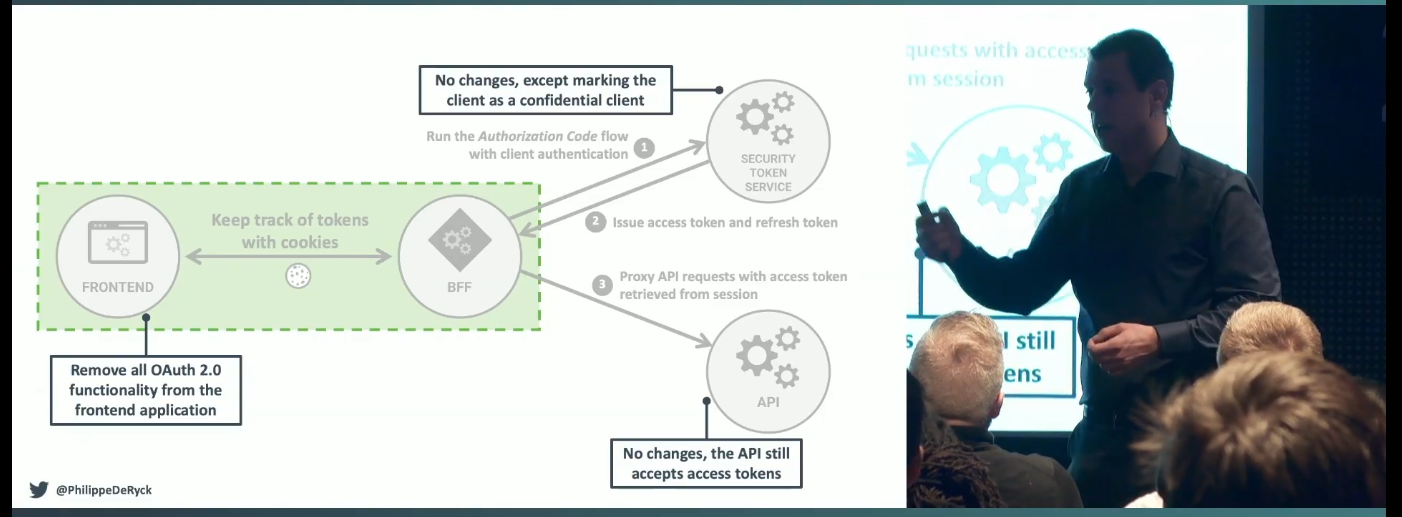 No changes, except marking the
client as a confidential client
Run the Authorization Code flow
with client authentication
1
SECURITY
TOKEN
SERVICE
2
Issue access token and refresh token
Keep track of tokens
with cookies
FRONTEND
BFF
3
Proxy API requests with access token
retrieved from session
Remove all OAuth 2.0
functionality from the
frontend application
API
No changes, the API still
accepts access tokens
@PhilippeDeRyck
quests with access
m session
s
I still
ens